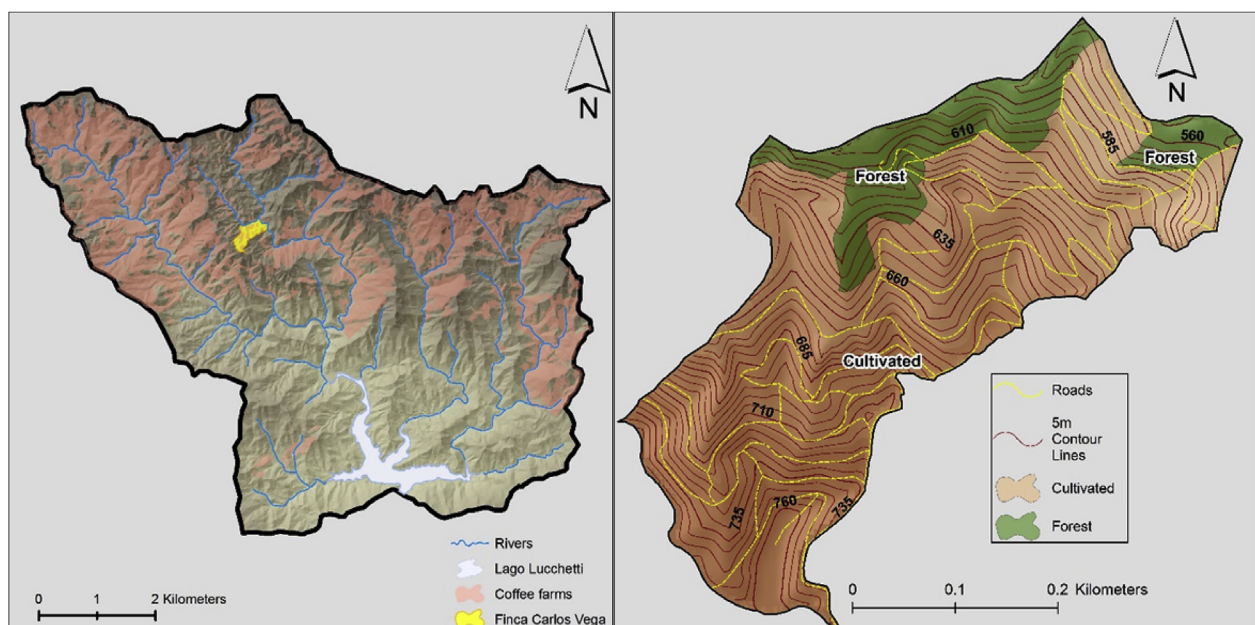 N
Rivers
Lago Lucchetti
Coffee farms
Finca Carlos Vega
0 1 2 Kilometers
N
610
585
560
Forest
Forest
635
660
685
Cultivated
710
735
760
735
Roads
5m
Contour
Lines
Cultivated
Forest
0 0.1 0.2 Kilometers